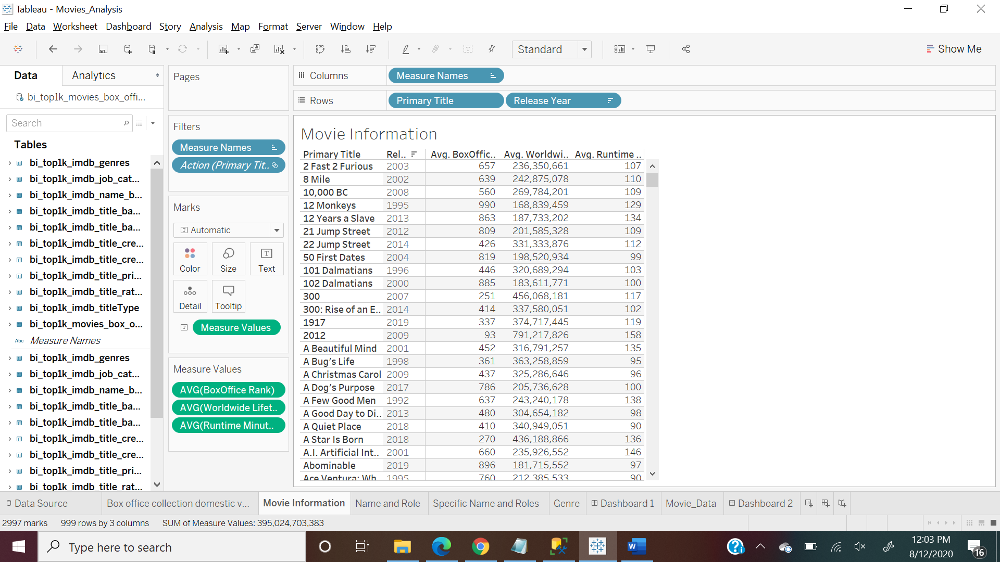 Tableau - Movies_Analysis
File Data Worksheet Dashboard Story Analysis Map Format Server Window Help
Standard
Show Me
Data Analytics
bi_top1k_movies_box_offi...
Search
Tables
bi_top1k_imdb_genres
bi_top1k_imdb_job_cat...
bi_top1k_imdb_name_b...
bi_top1k_imdb_title_ba...
bi_top1k_imdb_title_ba...
bi_top1k_imdb_title_cre...
bi_top1k_imdb_title_cre...
bi_top1k_imdb_title_pri...
bi_top1k_imdb_title_rat...
bi_top1k_imdb_titleType
bi_top1k_movies_box_o...
Abc Measure Names
bi_top1k_imdb_genres
bi_top1k_imdb_job_cat...
bi_top1k_imdb_name_b...
bi_top1k_imdb_title_ba...
bi_top1k_imdb_title_ba...
bi_top1k_imdb_title_cre...
bi_top1k_imdb_title_cre...
bi_top1k_imdb_title_pri...
bi_top1k_imdb_title_rat...
Pages
Filters
Measure Names
Action (Primary Tit..
Marks
T Automatic
Color Size T Text
Detail Tooltip
T Measure Values
Measure Values
AVG(BoxOffice Rank)
AVG(Worldwide Lifet..
AVG(Runtime Minut..
Columns Measure Names
Rows Primary Title Release Year
Movie Information
Primary Title Rel.. Avg. BoxOffic.. Avg. Worldwi.. Avg. Runtime ..
2 Fast 2 Furious 2003 657 236,350,661 107
8 Mile 2002 639 242,875,078 110
10,000 BC 2008 560 269,784,201 109
12 Monkeys 1995 990 168,839,459 129
12 Years a Slave 2013 863 187,733,202 134
21 Jump Street 2012 809 201,585,328 109
22 Jump Street 2014 426 331,333,876 112
50 First Dates 2004 819 198,520,934 99
101 Dalmatians 1996 446 320,689,294 103
102 Dalmatians 2000 885 183,611,771 100
300 2007 251 456,068,181 117
300: Rise of an E.. 2014 414 337,580,051 102
1917 2019 337 374,717,445 119
2012 2009 93 791,217,826 158
A Beautiful Mind 2001 452 316,791,257 135
A Bug's Life 1998 361 363,258,859 95
A Christmas Carol 2009 437 325,286,646 96
A Dog's Purpose 2017 786 205,736,628 100
A Few Good Men 1992 637 243,240,178 138
A Good Day to Di.. 2013 480 304,654,182 98
A Quiet Place 2018 410 340,949,051 90
A Star Is Born 2018 270 436,188,866 136
A.I. Artificial Int.. 2001 660 235,926,552 146
Abominable 2019 896 181,715,552 97
Ace Ventura: Wh.. 1995 760 212,385,533 90
Data Source Box office collection domestic v... Movie Information Name and Role Specific Name and Roles Genre Dashboard 1 Movie_Data Dashboard 2
2997 marks 999 rows by 3 columns SUM of Measure Values: 395,024,703,383
Type here to search
W
?
12:03 PM
8/12/2020
16